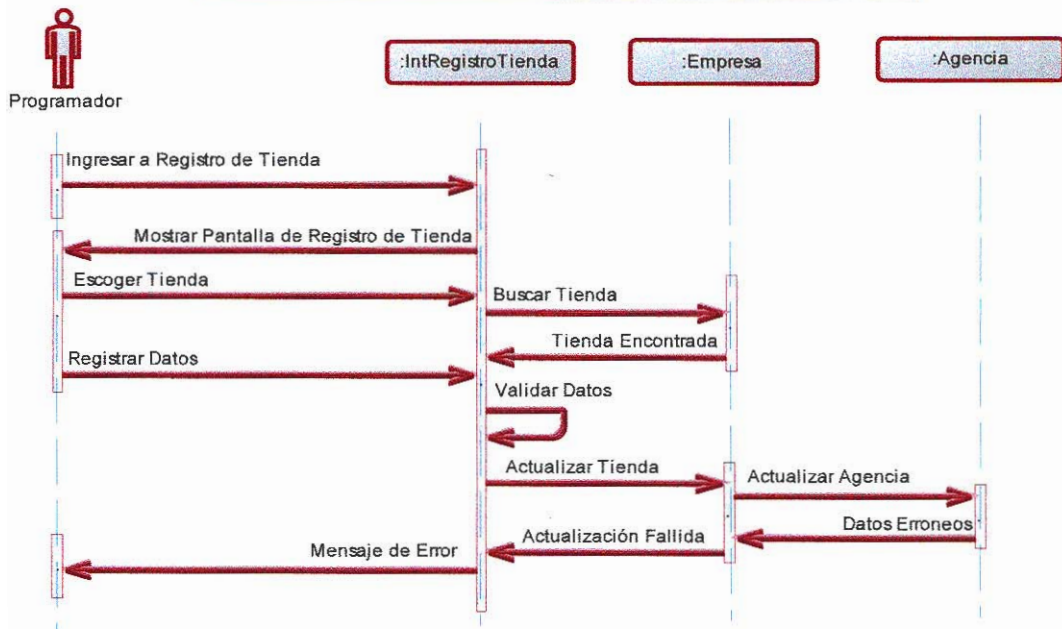 :IntRegistroTienda
:Empresa
:Agencia
Programador
Ingresar a Registro de Tienda
Mostrar Pantalla de Registro de Tienda
Escoger Tienda
Buscar Tienda
Tienda Encontrada
Registrar Datos
Validar Datos
Actualizar Tienda
Actualizar Agencia
Datos Erroneos
Actualización Fallida
Mensaje de Error